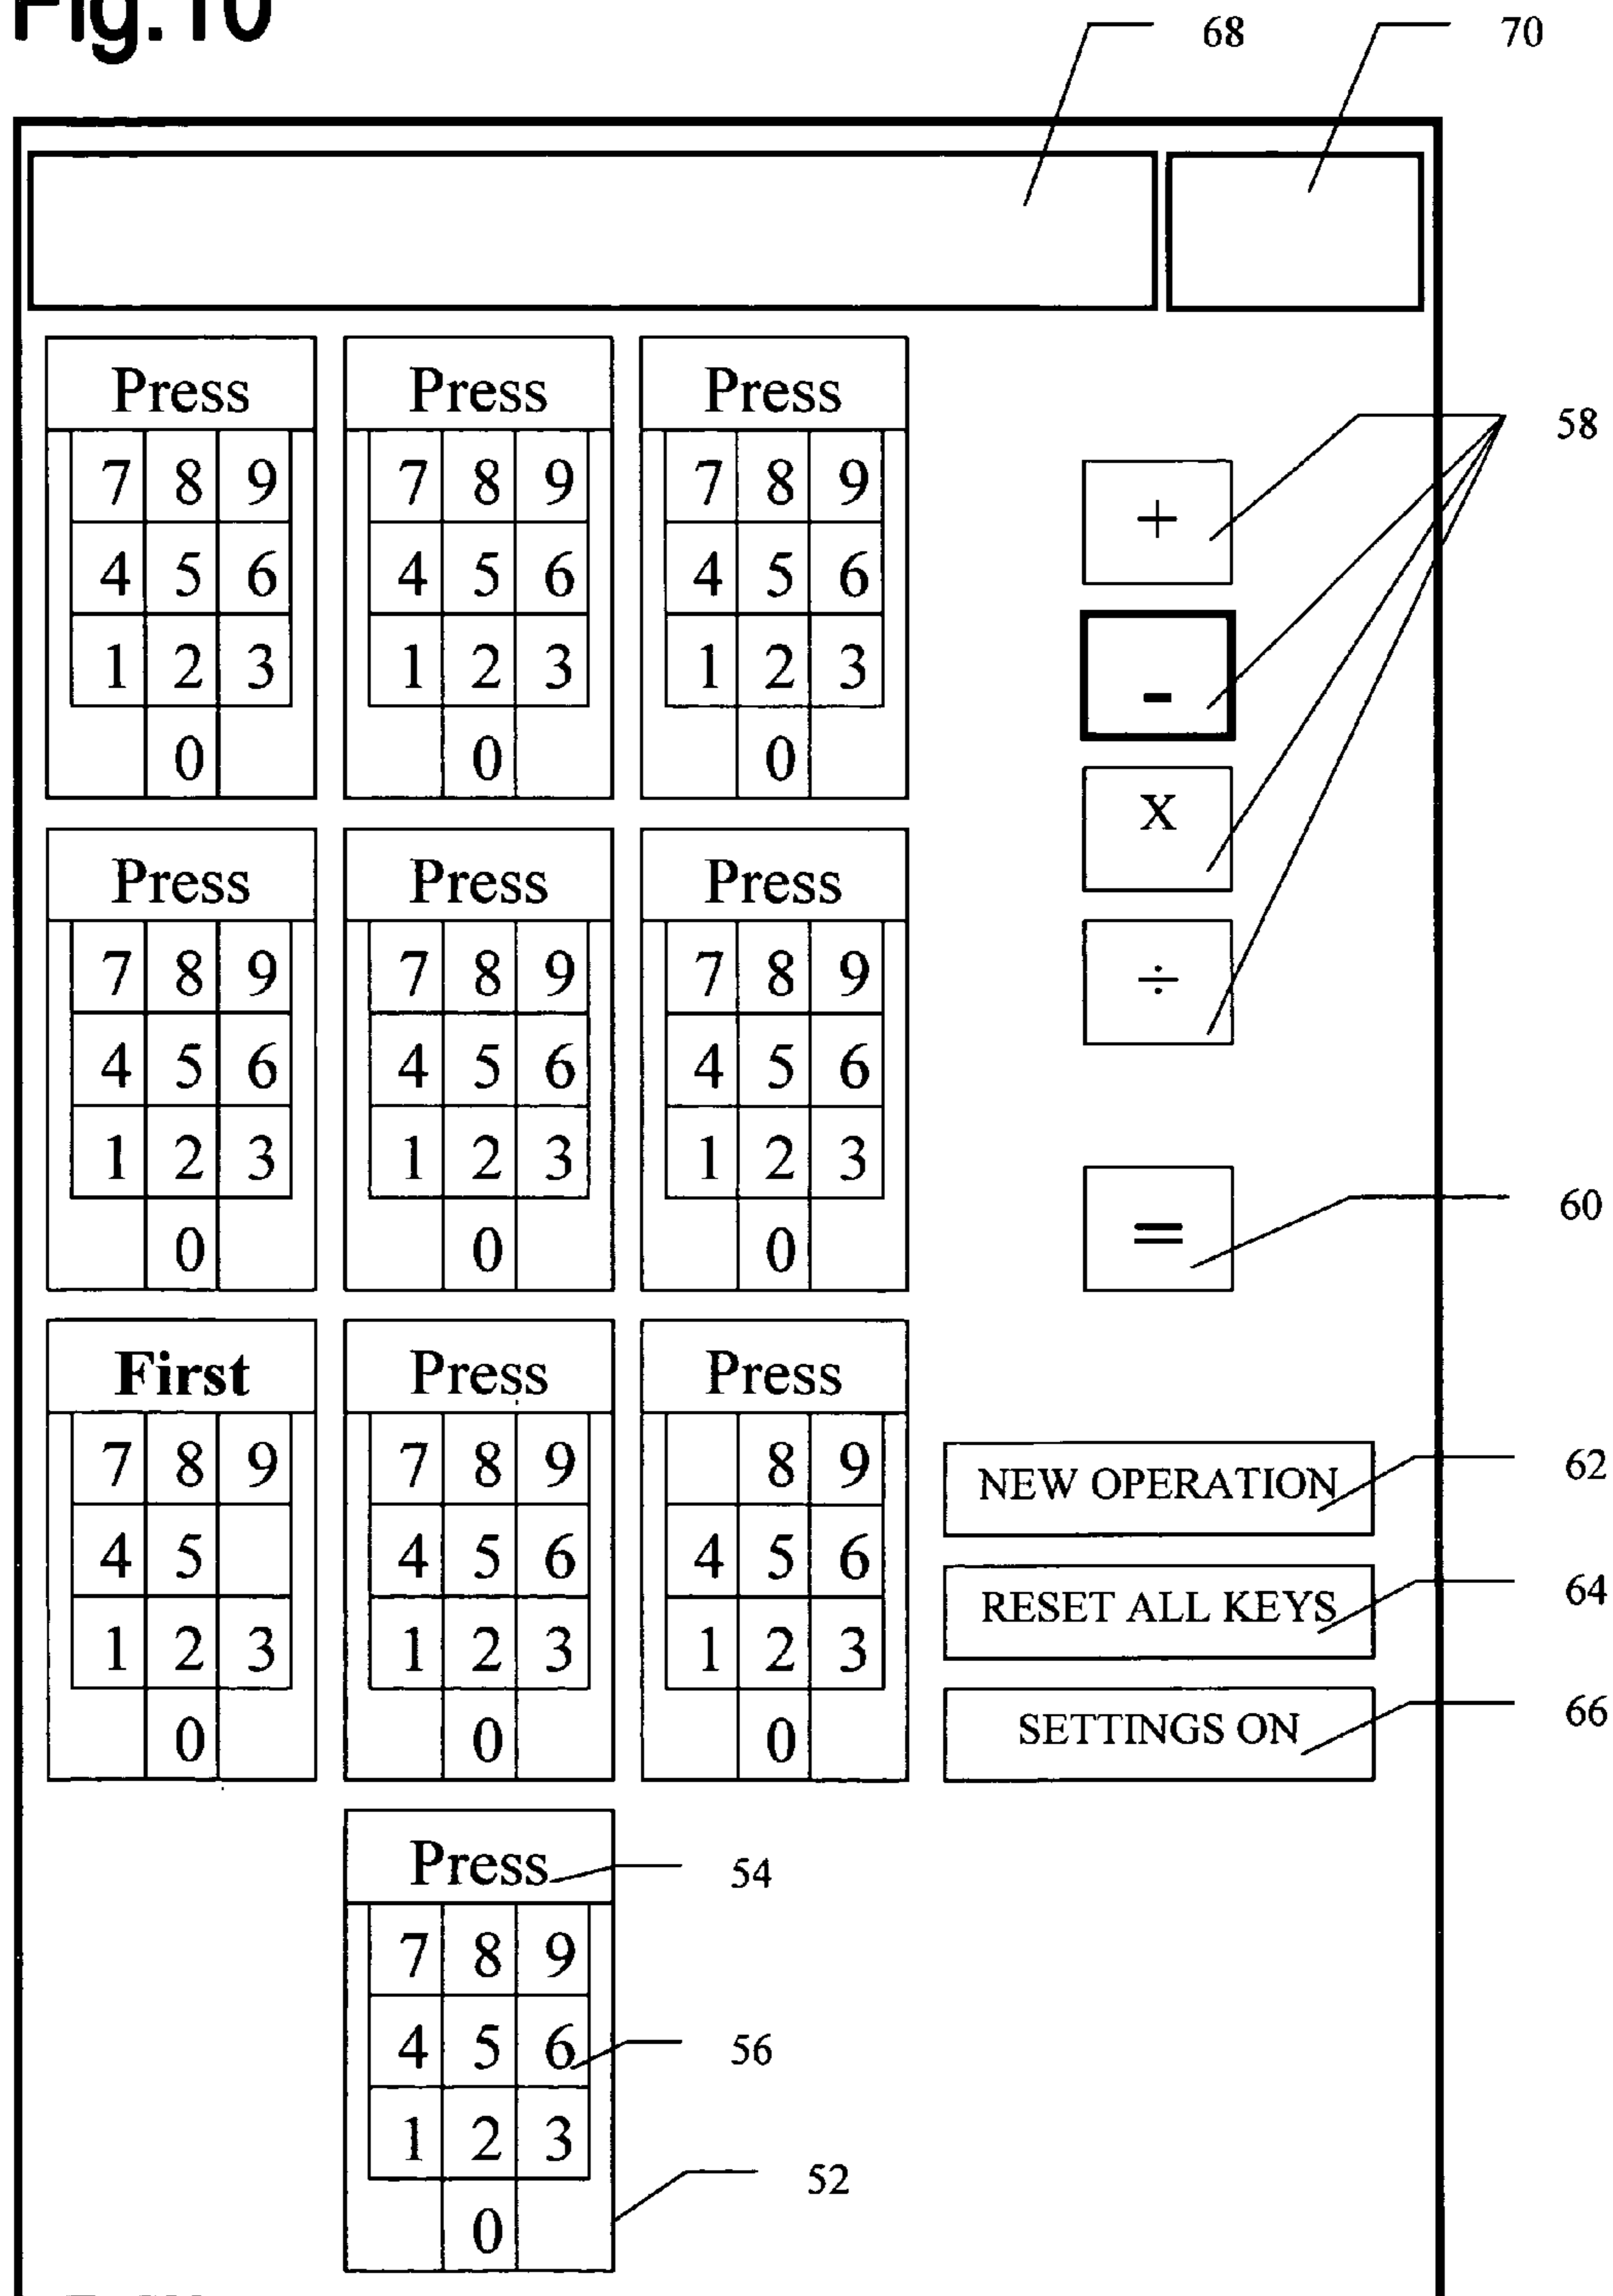 Fig.10
68 70
Press Press Press
7 8 9 7 8 9 7 8 9
58
+
4 5 6 4 5 6 4 5 6
1 2 3 1 2 3 1 2 3
-
0 0 0
X
Press Press Press
7 8 9 7 8 9 7 8 9
÷
4 5 6 4 5 6 4 5 6
1 2 3 1 2 3 1 2 3
60
=
0 0 0
First Press Press
7 8 9 7 8 9 8 9
NEW OPERATION 62
4 5 4 5 6 4 5 6
RESET ALL KEYS 64
1 2 3 1 2 3 1 2 3
SETTINGS ON 66
0 0 0
Press 54
7 8 9
4 5 6 56
1 2 3
52
0